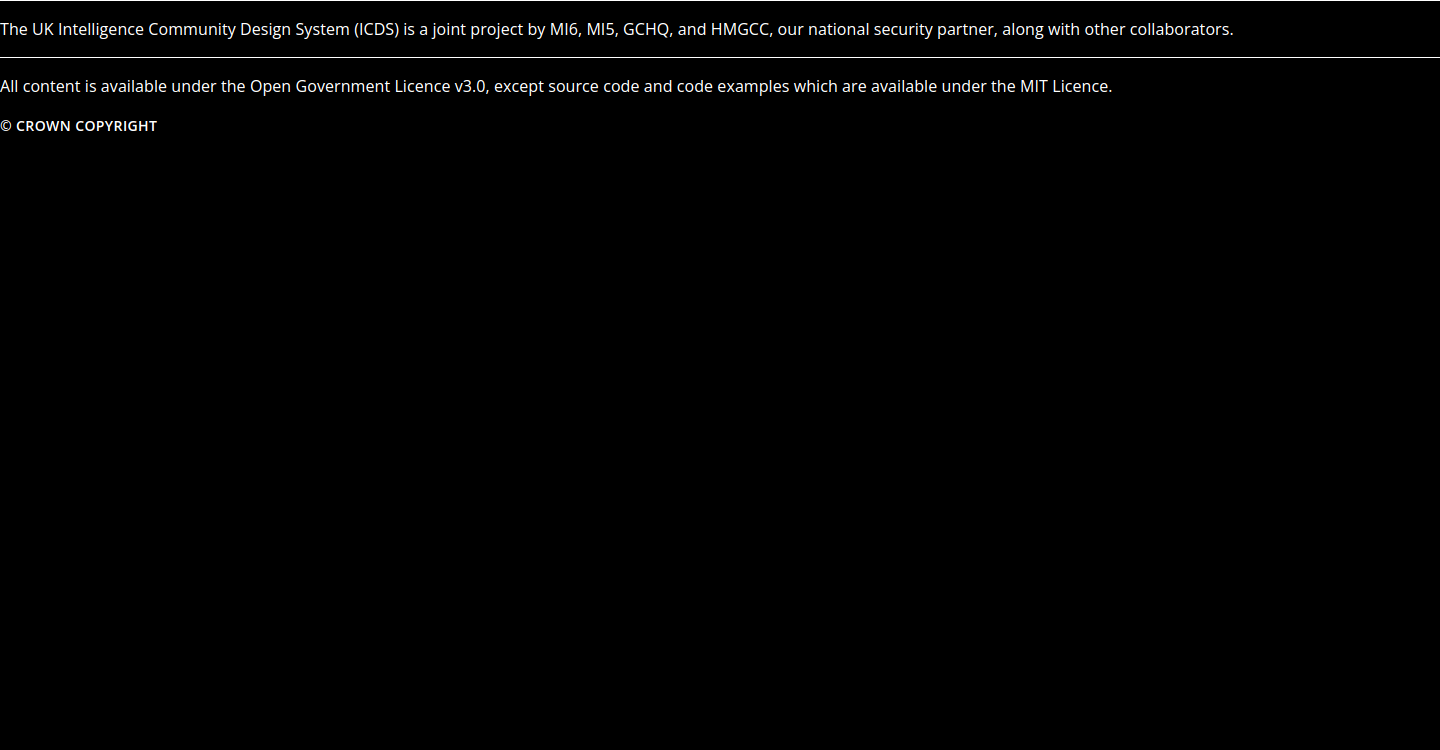 The UK Intelligence Community Design System (ICDS) is a joint project by MI6, MI5, GCHQ, and HMGCC, our national security partner, along with other collaborators.
All content is available under the Open Government Licence v3.0, except source code and code examples which are available under the MIT Licence.
© CROWN COPYRIGHT